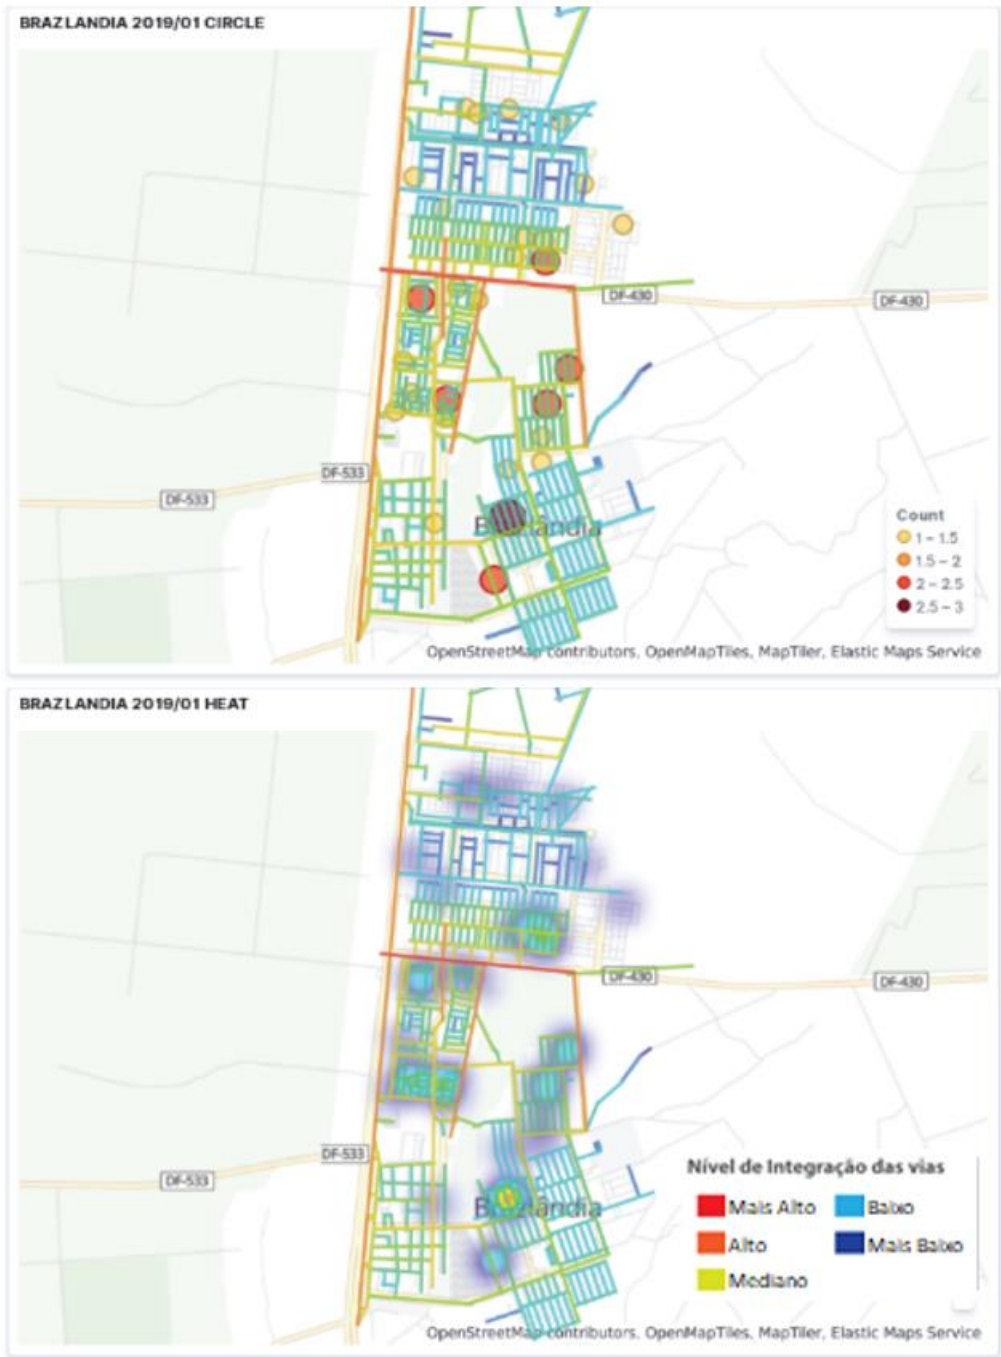 BRAZLANDIA 2019/01 CIRCLE
DF-430
DF-430
DF-533
DF-533
Brazlândia
Count
1 – 1.5
1.5 – 2
2 – 2.5
2.5 – 3
OpenStreetMap contributors, OpenMapTiles, MapTiler, Elastic Maps Service
BRAZLANDIA 2019/01 HEAT
DF-430
DF-430
DF-533
DF-533
Brazlândia
Nível de Integração das vias
Mais Alto
Baixo
Alto
Mais Baixo
Mediano
OpenStreetMap contributors, OpenMapTiles, MapTiler, Elastic Maps Service